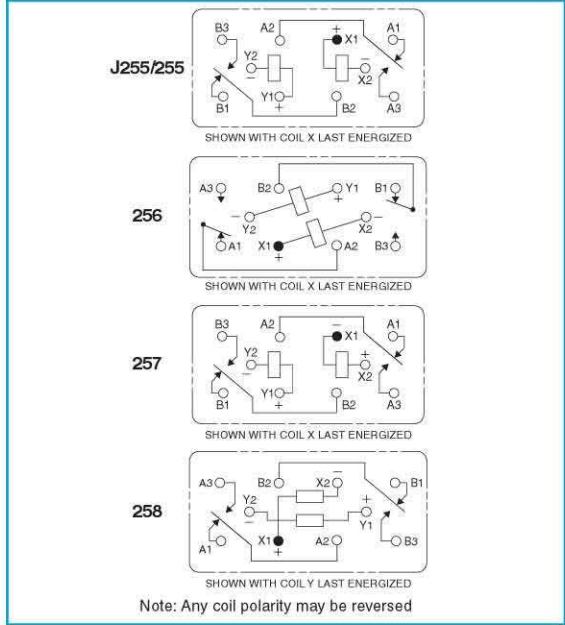 J255/255
B3 A2 + X1 A1
Y2 − − X2
B1 Y1 + B2 A3
SHOWN WITH COIL X LAST ENERGIZED
256
A3 B2 Y1 + B1
− Y2 X2 −
A1 X1 + A2 B3
SHOWN WITH COIL X LAST ENERGIZED
257
B3 A2 − X1 A1
Y2 − + X2
B1 Y1 + B2 A3
SHOWN WITH COIL X LAST ENERGIZED
258
A3 B2 X2 − B1
Y2 − + Y1
A1 X1 + A2 B3
SHOWN WITH COIL Y LAST ENERGIZED
Note: Any coil polarity may be reversed